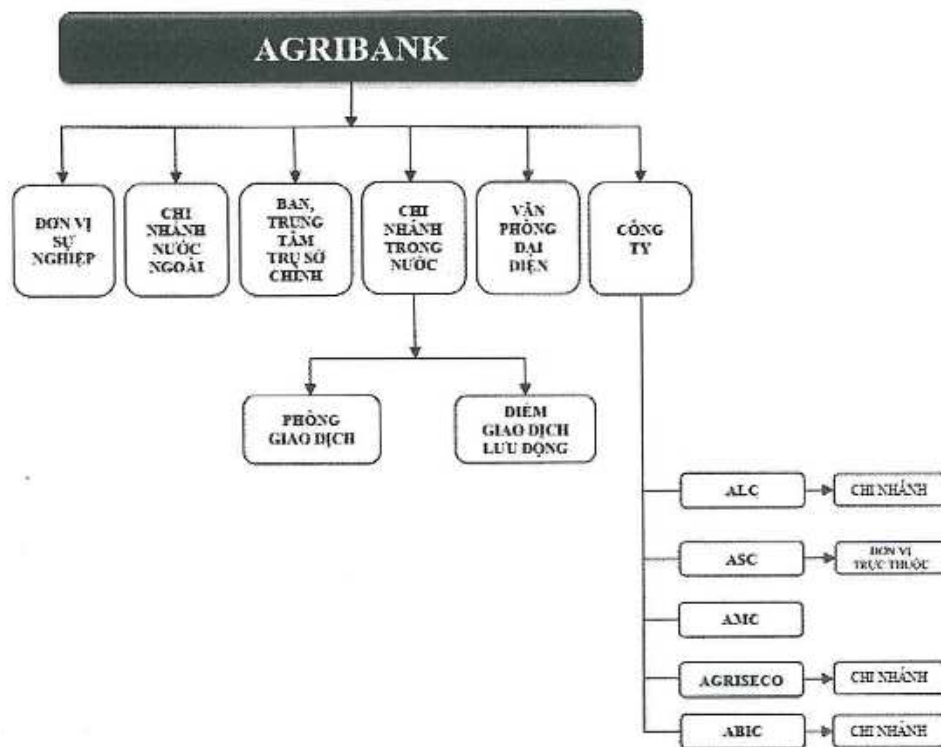 AGRIBANK
ĐƠN VỊ
SỰ
NGHIỆP
CHI
NHÁNH
NƯỚC
NGOÀI
BAN,
TRUNG
TÂM
TRỤ SỞ
CHÍNH
CHI
NHÁNH
TRONG
NƯỚC
VĂN
PHÒNG
ĐẠI
DIỆN
CÔNG
TY
PHÒNG
GIAO DỊCH
ĐIỂM
GIAO DỊCH
LƯU ĐỘNG
ALC
CHI NHÁNH
ASC
ĐƠN VỊ
TRỰC THUỘC
AMC
AGRISECO
CHI NHÁNH
ABIC
CHI NHÁNH